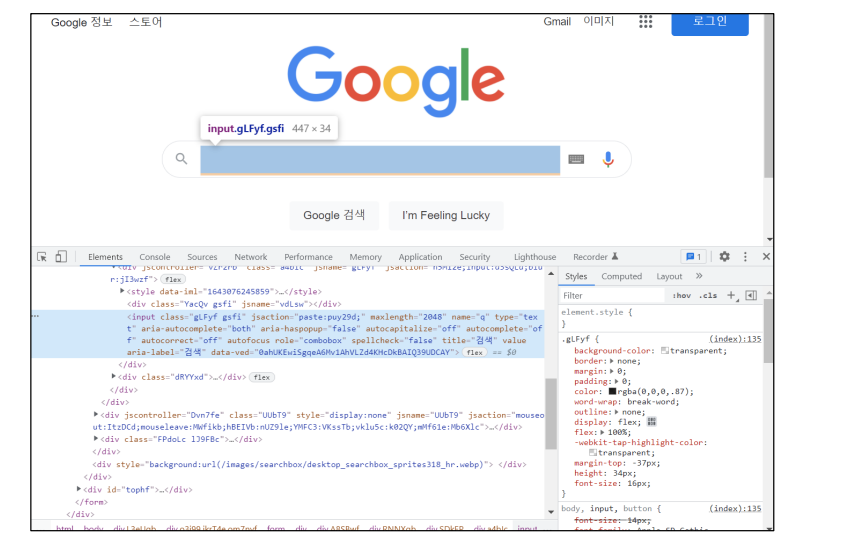 Google 정보 스토어 Gmail 이미지 로그인
Google
input.gLFyf.gsfi 447 × 34
Google 검색 I'm Feeling Lucky
Elements Console Sources Network Performance Memory Application Security Lighthouse Recorder 1
r:jI3wzf"> flex
▶<style data-iml="1643076245859">…</style>
<div class="YacQv gsfi" jsname="vdLsw"></div>
<input class="gLFyf gsfi" jsaction="paste:puy29d;" maxlength="2048" name="q" type="tex
t" aria-autocomplete="both" aria-haspopup="false" autocapitalize="off" autocomplete="of
f" autocorrect="off" autofocus role="combobox" spellcheck="false" title="검색" value
aria-label="검색" data-ved="0ahUKEwiSgqeA6Mv1AhVLZd4KHcOkBAIQ39UDCAY"> flex == $0
</div>
▶<div class="dRYYxd">…</div> flex
</div>
</div>
▶<div jscontroller="Dvn7fe" class="UUbT9" style="display:none" jsname="UUbT9" jsaction="mouseo
ut:ItzDCd;mouseleave:MWfikb;hBEIVb:nUZ9le;YMFC3:VKssTb;vklu5c:k02QY;mMf61e:Mb6Xlc">…</div>
▶<div class="FPdoLc lJ9FBc">…</div>
</div>
<div style="background:url(/images/searchbox/desktop_searchbox_sprites318_hr.webp)"> </div>
</div>
▶<div id="tophf">…</div>
</form>
</div>
Styles Computed Layout »
Filter :hov .cls +
element.style {
}
.gLFyf { (index):135
background-color: transparent;
border:▶ none;
margin:▶ 0;
padding:▶ 0;
color: rgba(0,0,0,.87);
word-wrap: break-word;
outline:▶ none;
display: flex;
flex:▶ 100%;
-webkit-tap-highlight-color:
transparent;
margin-top: -37px;
height: 34px;
font-size: 16px;
}
body, input, button { (index):135
font-size: 14px;